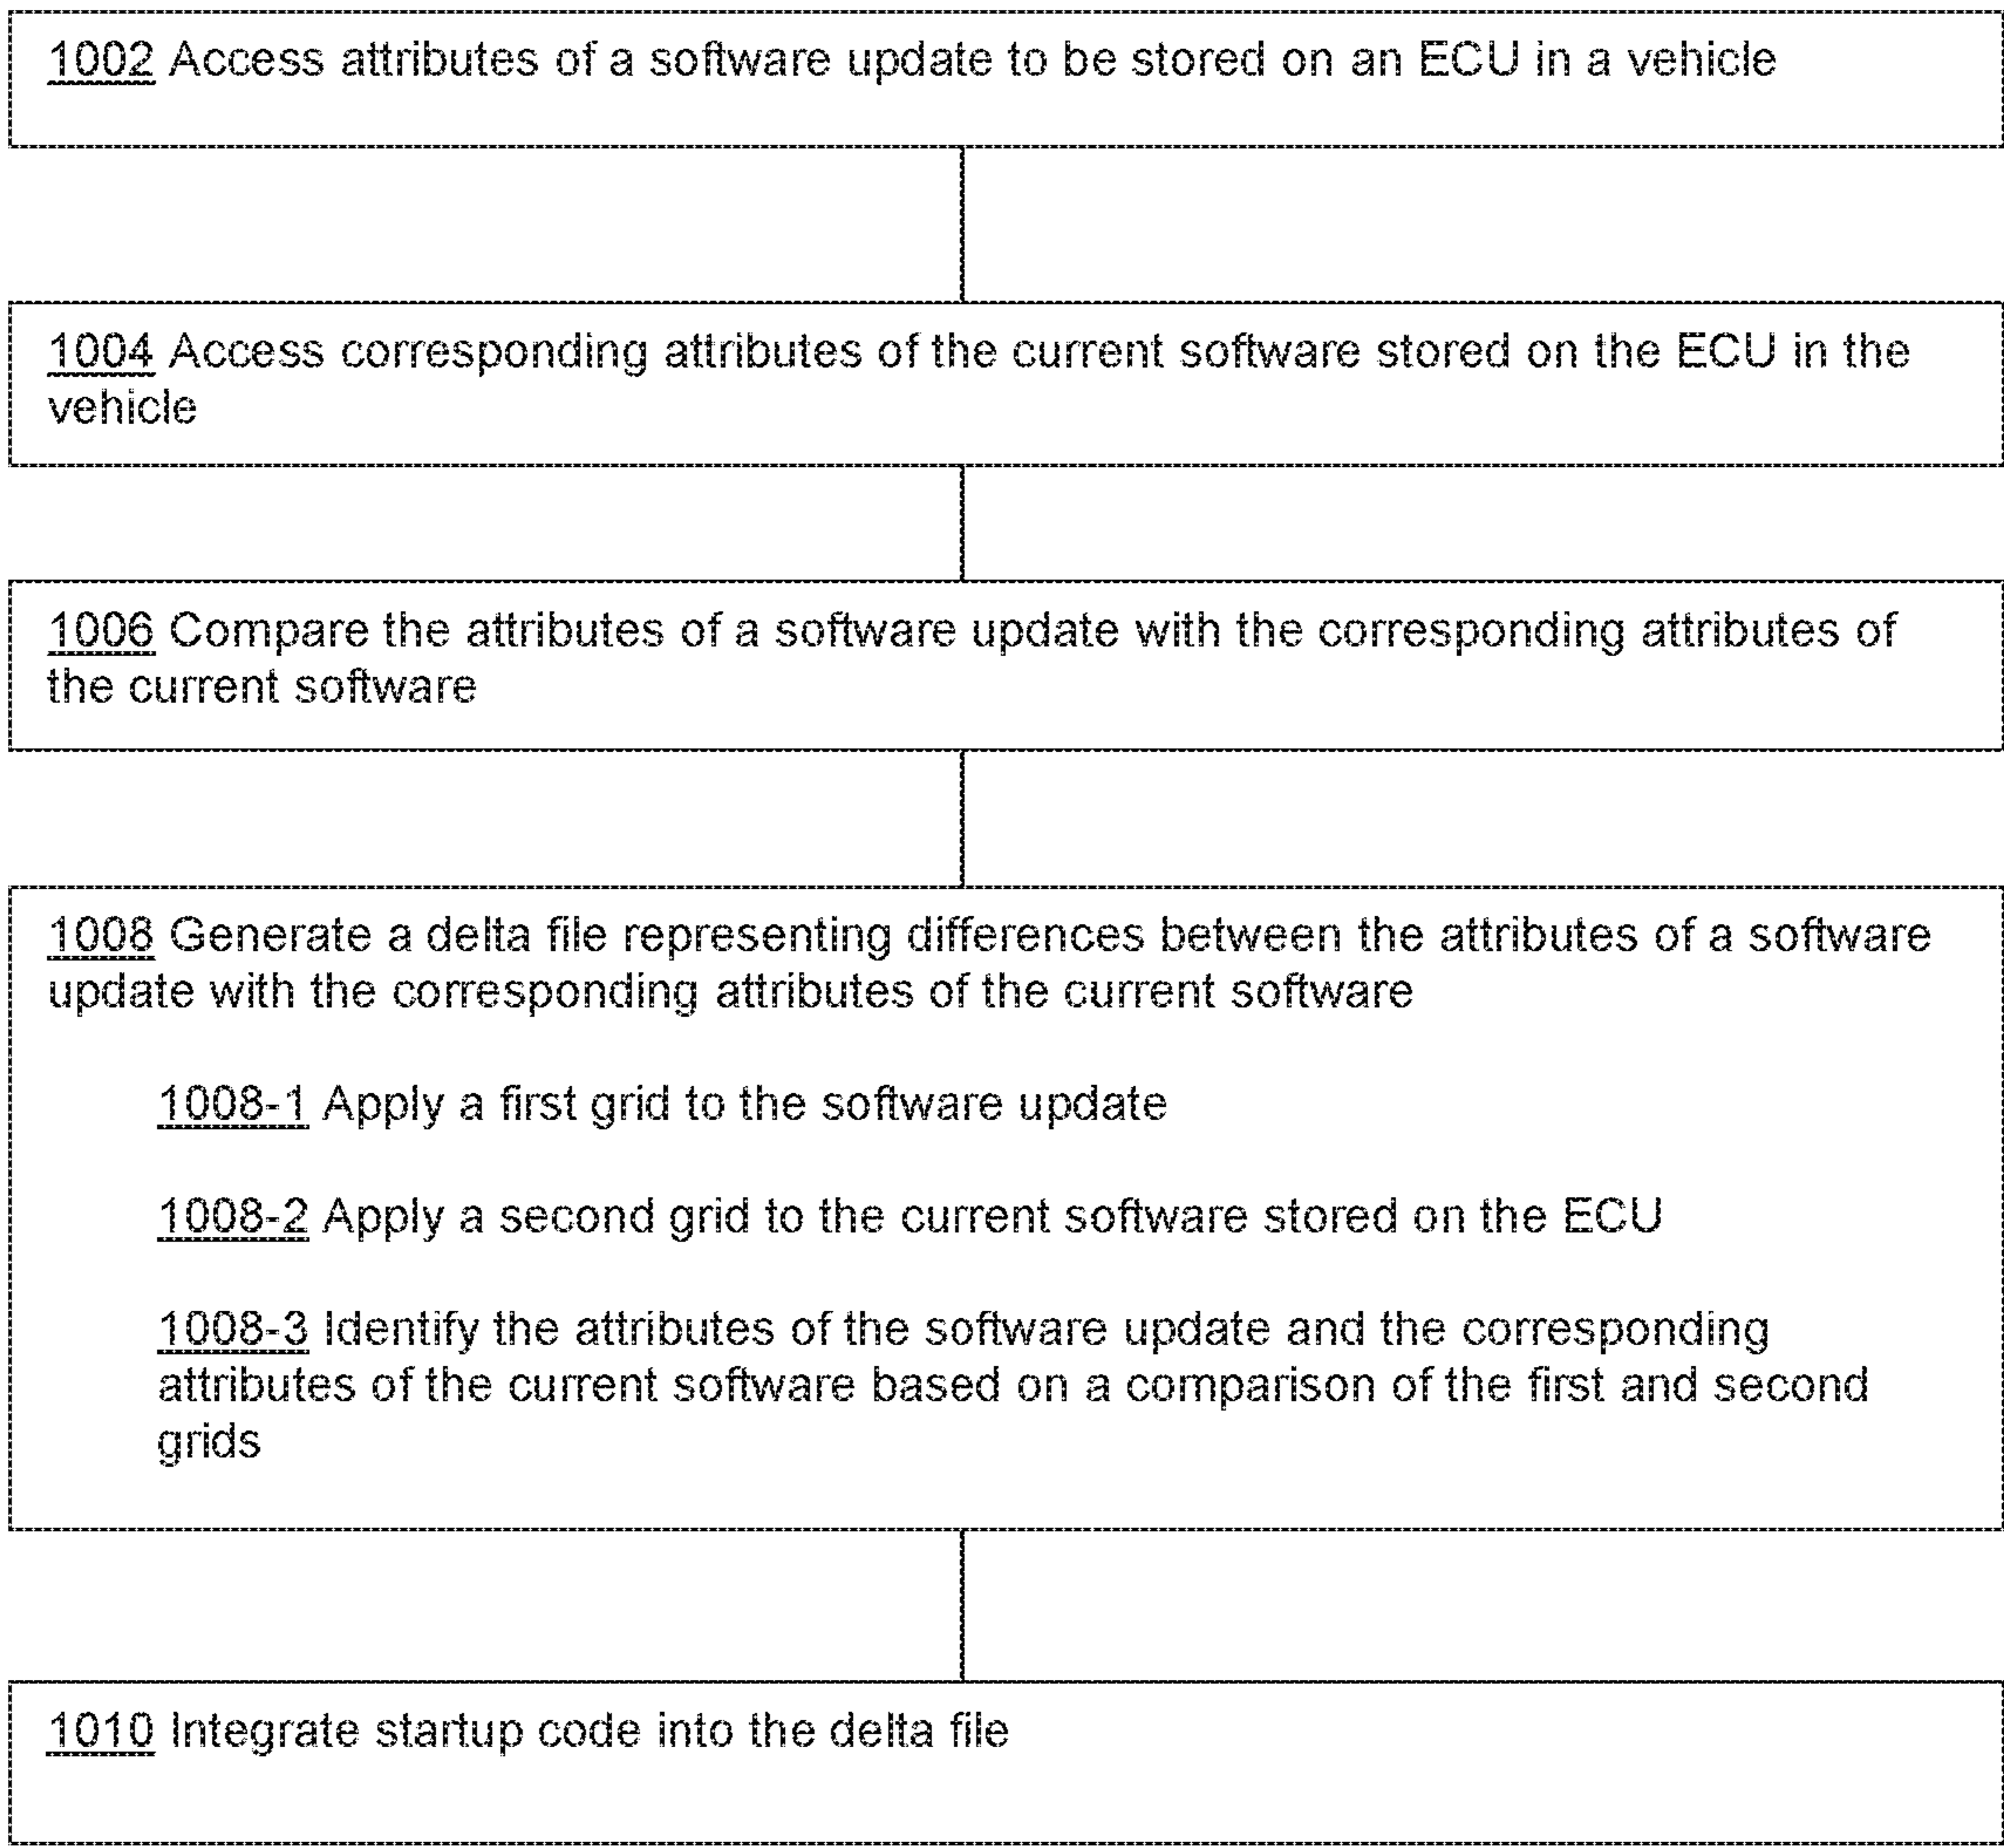 1002 Access attributes of a software update to be stored on an ECU in a vehicle
1004 Access corresponding attributes of the current software stored on the ECU in the
vehicle
1006 Compare the attributes of a software update with the corresponding attributes of
the current software
1008 Generate a delta file representing differences between the attributes of a software
update with the corresponding attributes of the current software
1008-1 Apply a first grid to the software update
1008-2 Apply a second grid to the current software stored on the ECU
1008-3 Identify the attributes of the software update and the corresponding
attributes of the current software based on a comparison of the first and second
grids
1010 Integrate startup code into the delta file